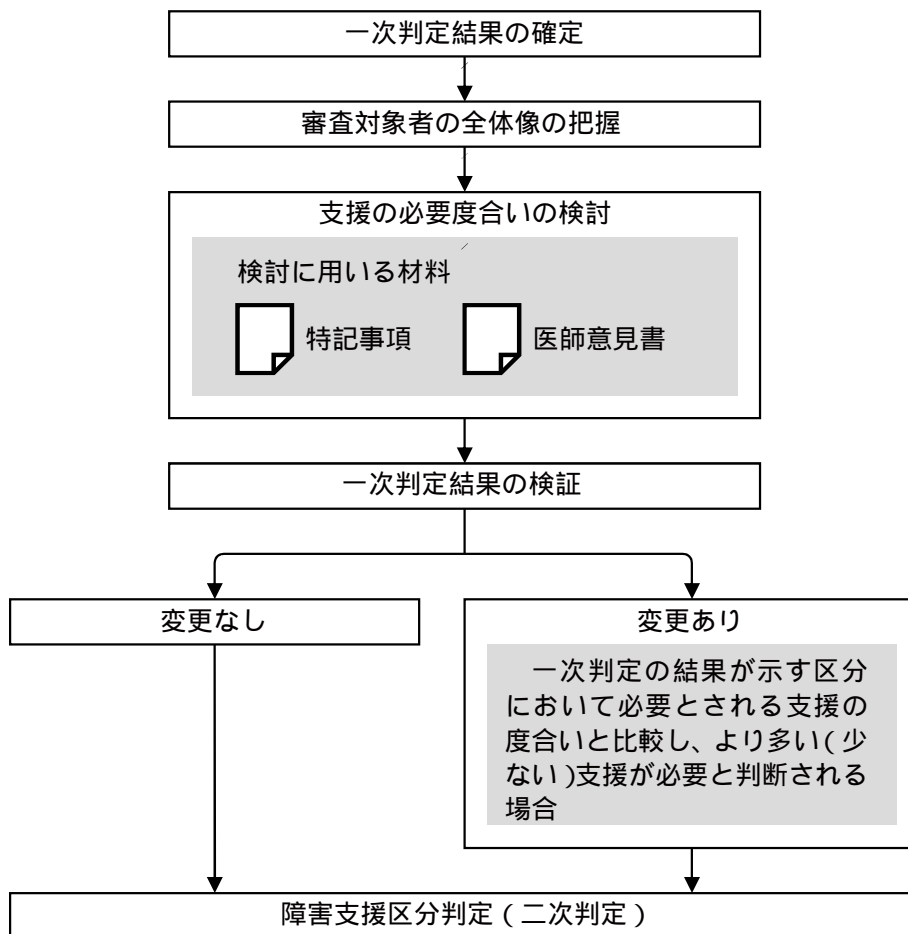 一次判定結果の確定
審査対象者の全体像の把握
支援の必要度合いの検討
検討に用いる材料
特記事項
医師意見書
一次判定結果の検証
変更なし
変更あり
一次判定の結果が示す区分
において必要とされる支援の
度合いと比較し、より多い(少
ない)支援が必要と判断される
場合
障害支援区分判定(二次判定)